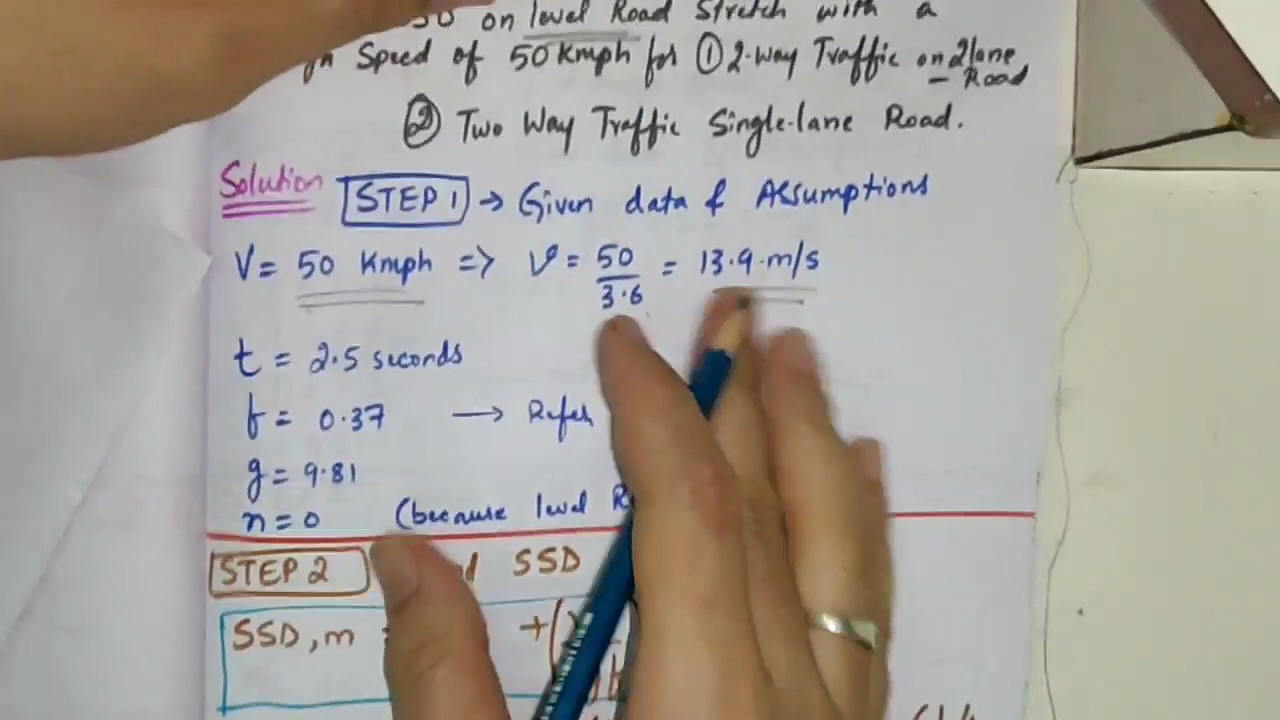 on level Road Stretch with a
Speed of 50 Kmph for ① 2-way Traffic on 2lane
Road
② Two Way Traffic Single-lane Road.
Solution STEP 1 → Given data & Assumptions
V = 50 Kmph => v = 50/3.6 = 13.9 m/s
t = 2.5 seconds
f = 0.37 → Refer
g = 9.81
n = 0 (because level
STEP 2 SSD
SSD, m